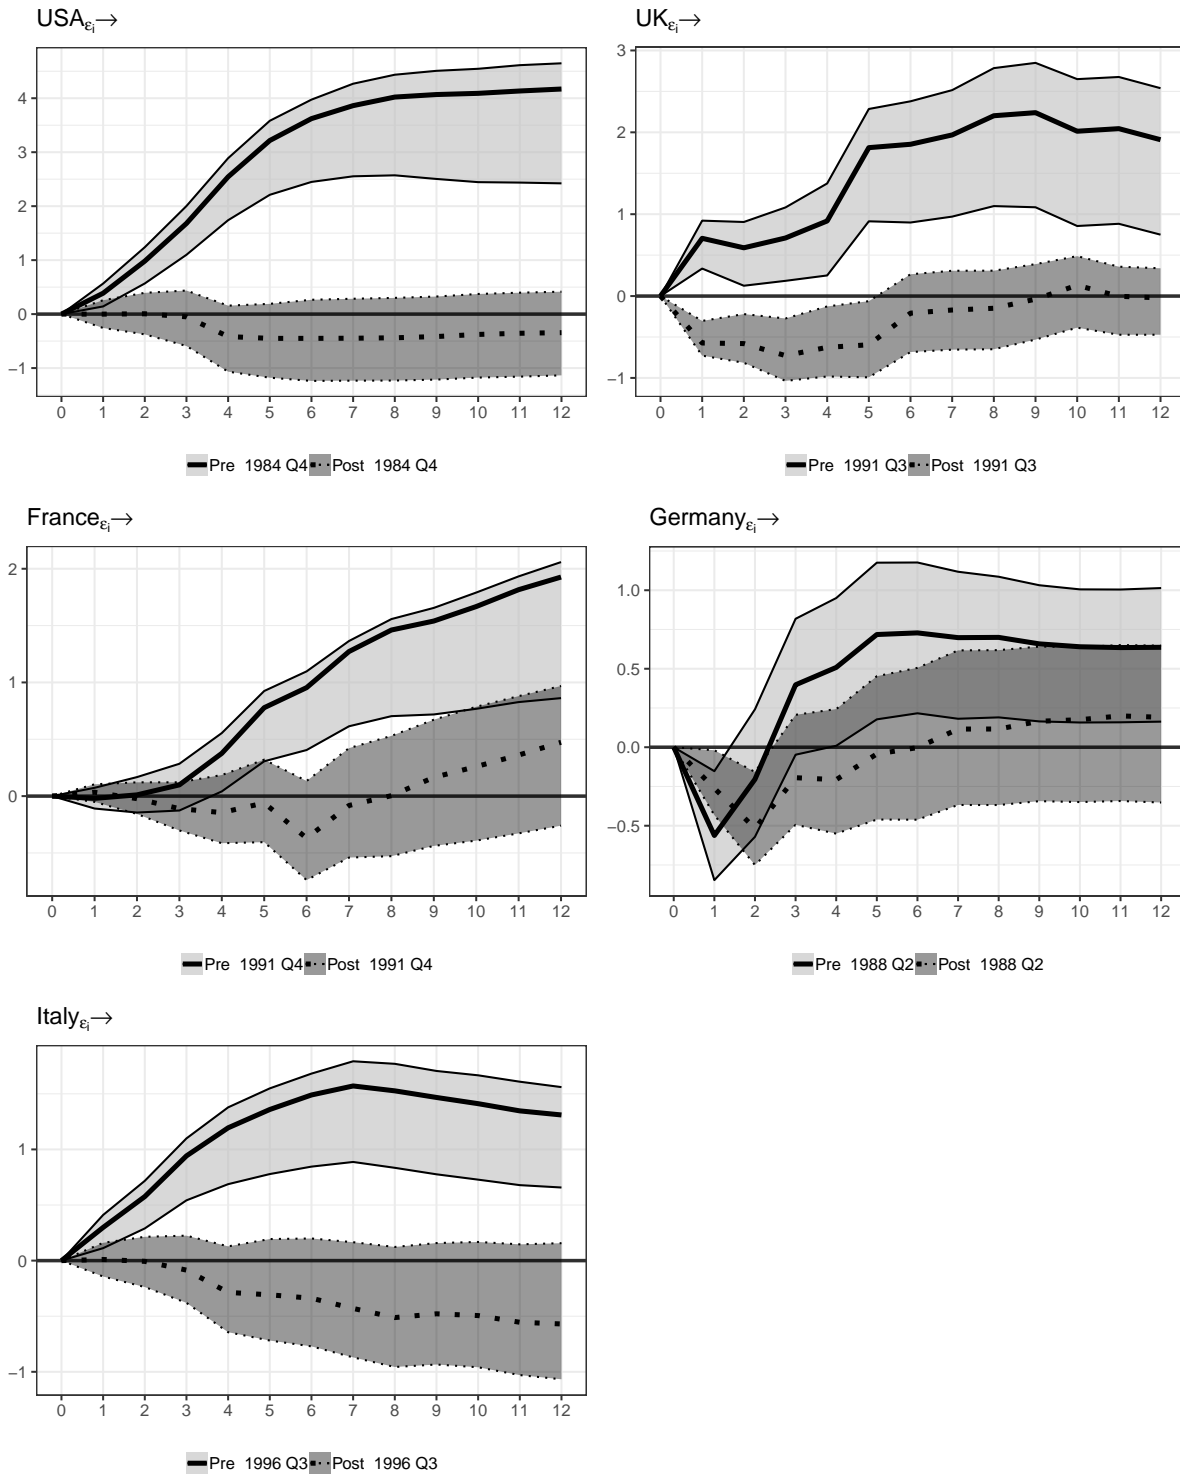 USAεi→
4
3
2
1
0
−1
0 1 2 3 4 5 6 7 8 9 10 11 12
Pre 1984 Q4 Post 1984 Q4
UKεi→
3
2
1
0
−1
0 1 2 3 4 5 6 7 8 9 10 11 12
Pre 1991 Q3 Post 1991 Q3
Franceεi→
2
1
0
0 1 2 3 4 5 6 7 8 9 10 11 12
Pre 1991 Q4 Post 1991 Q4
Germanyεi→
1.0
0.5
0.0
−0.5
0 1 2 3 4 5 6 7 8 9 10 11 12
Pre 1988 Q2 Post 1988 Q2
Italyεi→
1
0
−1
0 1 2 3 4 5 6 7 8 9 10 11 12
Pre 1996 Q3 Post 1996 Q3